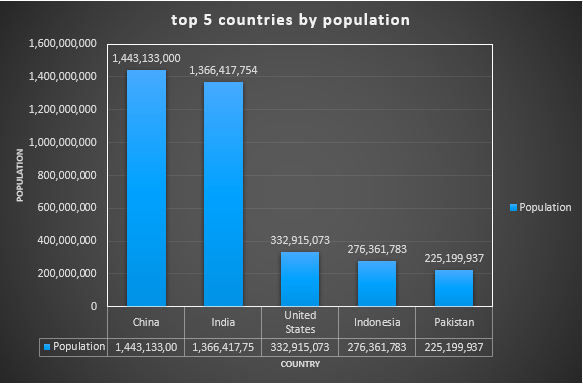 top 5 countries by population
1,600,000,000
1,400,000,000
1,200,000,000
1,000,000,000
800,000,000
600,000,000
400,000,000
200,000,000
0
POPULATION
1,443,133,000
1,366,417,754
332,915,073
276,361,783
225,199,937
Population
China India United States Indonesia Pakistan
Population 1,443,133,00 1,366,417,75 332,915,073 276,361,783 225,199,937
COUNTRY